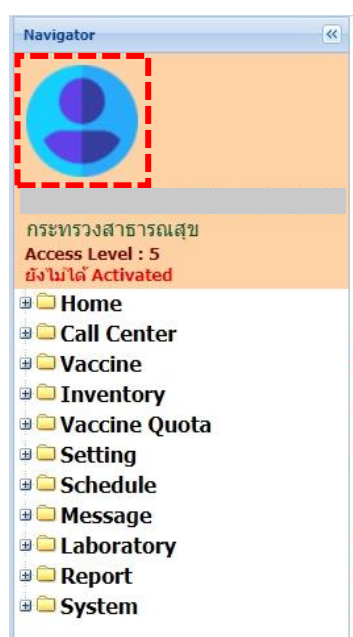 Navigator
กระทรวงสาธารณสุข
Access Level : 5
ยังไม่ได้ Activated
Home
Call Center
Vaccine
Inventory
Vaccine Quota
Setting
Schedule
Message
Laboratory
Report
System